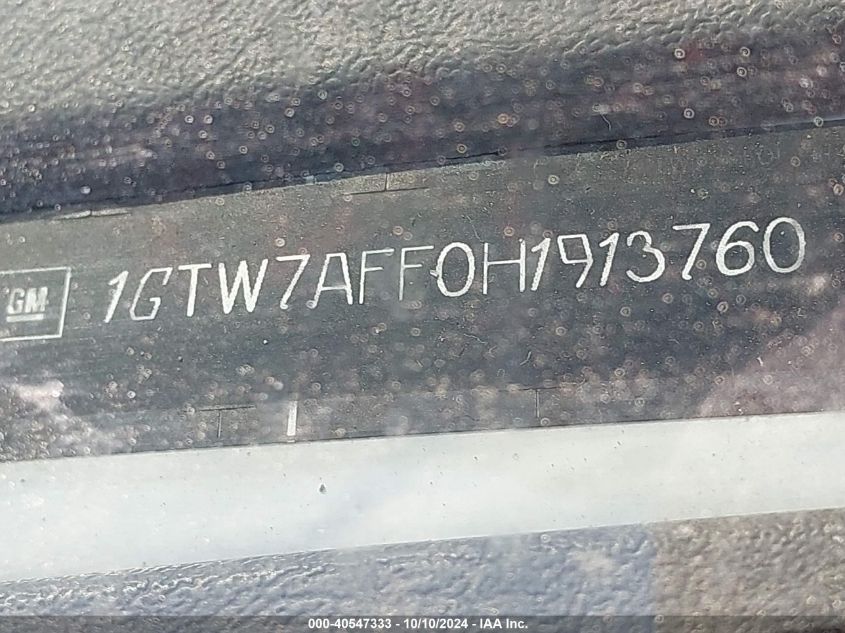 GM 1GTW7AFF0H1913760
000-40547333 - 10/10/2024 - IAA Inc.